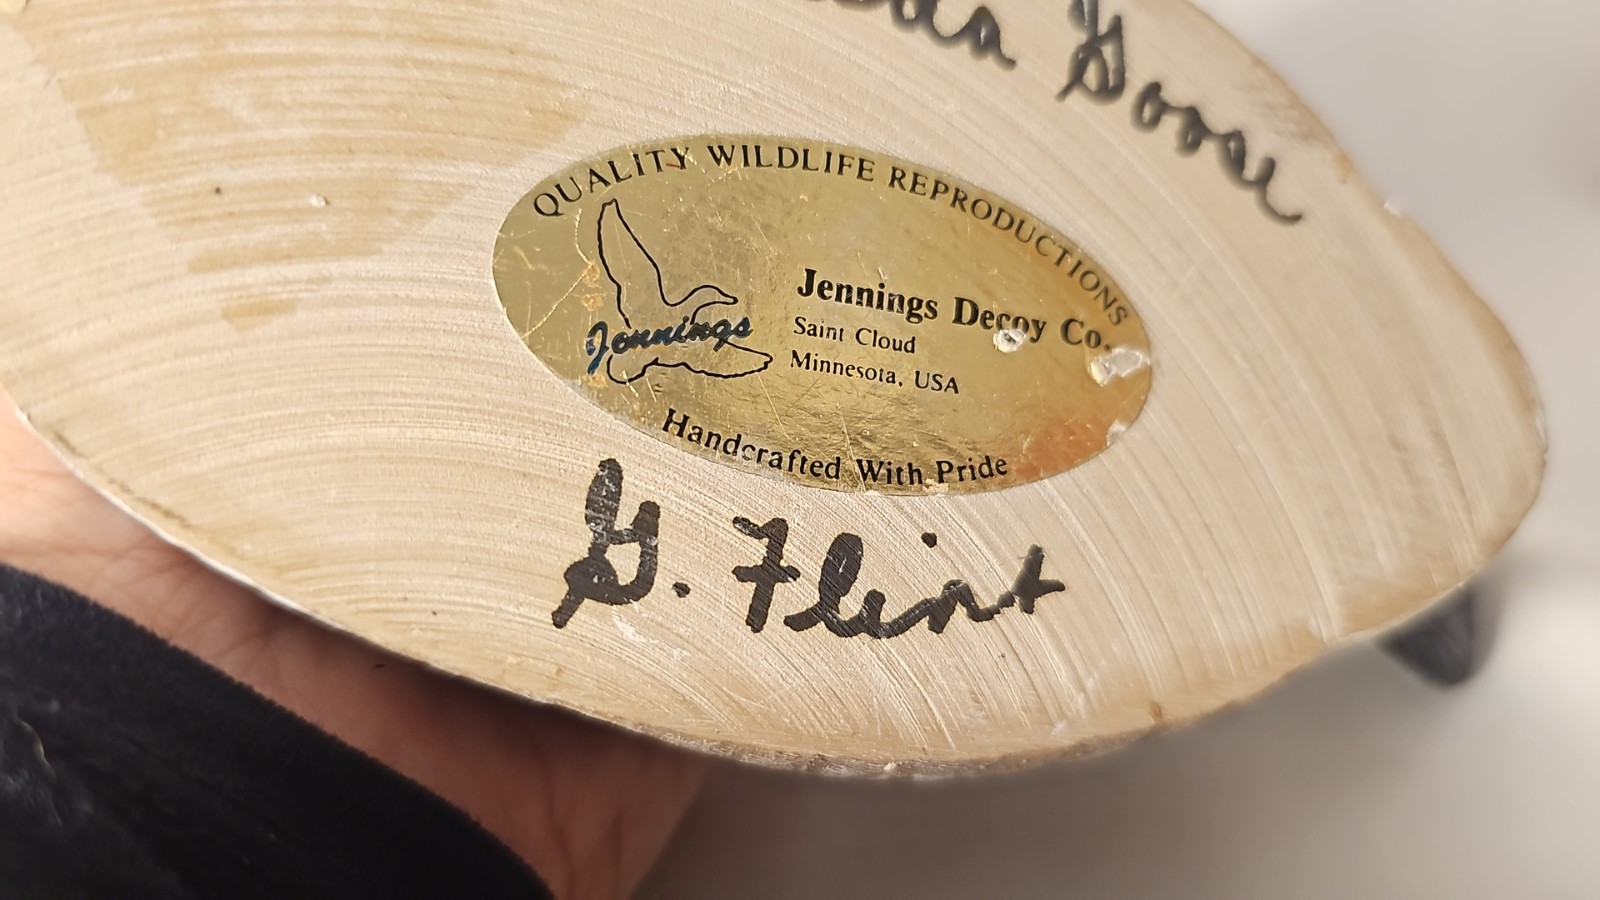 Goose
QUALITY WILDLIFE REPRODUCTIONS
Jennings
Jennings Decoy Co.
Saint Cloud
Minnesota, USA
Handcrafted With Pride
G. Flint